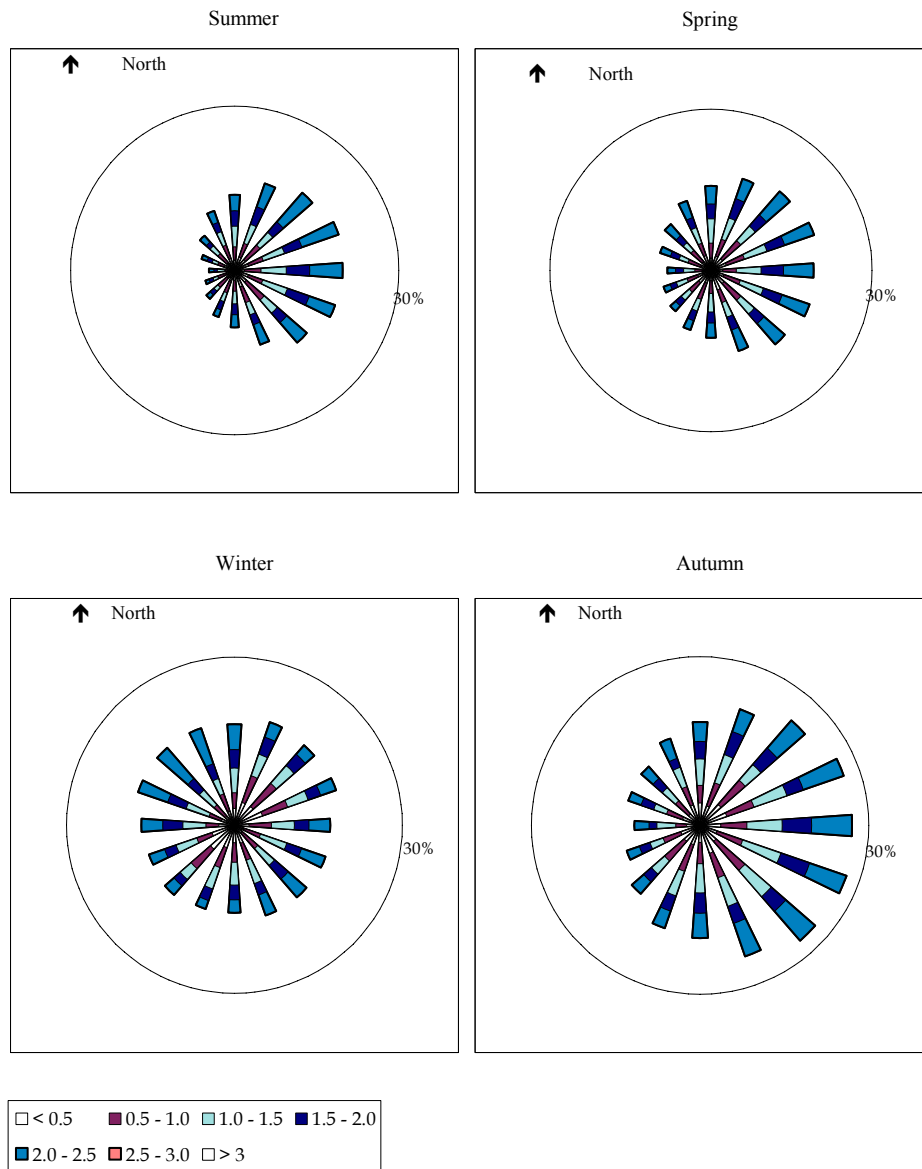 Summer
Spring
🡩 North
🡩 North
30%
30%
Winter
Autumn
🡩 North
🡩 North
30%
30%
< 0.5 0.5 - 1.0 1.0 - 1.5 1.5 - 2.0
2.0 - 2.5 2.5 - 3.0 > 3